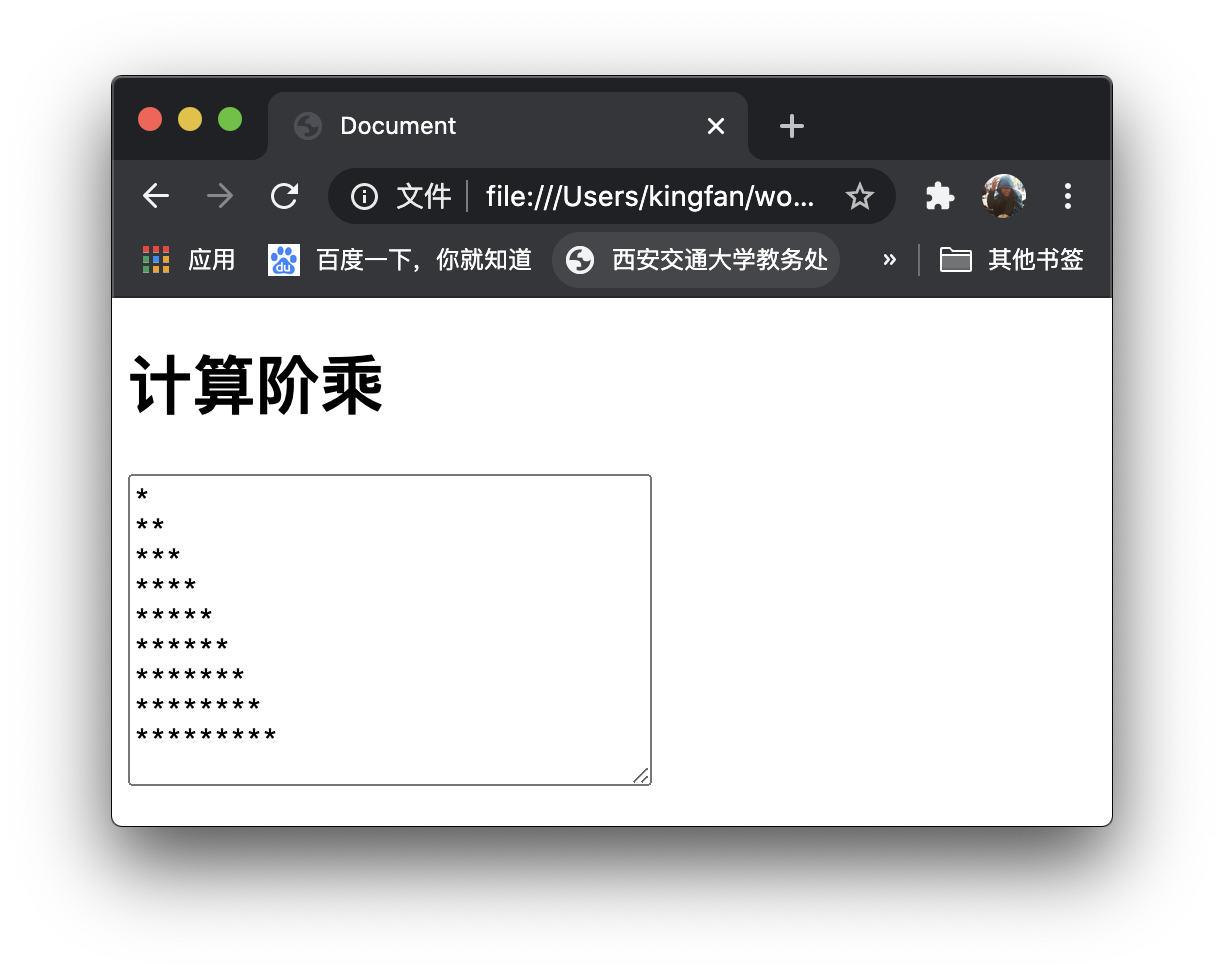 Document
文件 file:///Users/kingfan/wo...
应用 百度一下，你就知道 西安交通大学教务处 » 其他书签
计算阶乘
*
**
***
****
*****
******
*******
********
*********